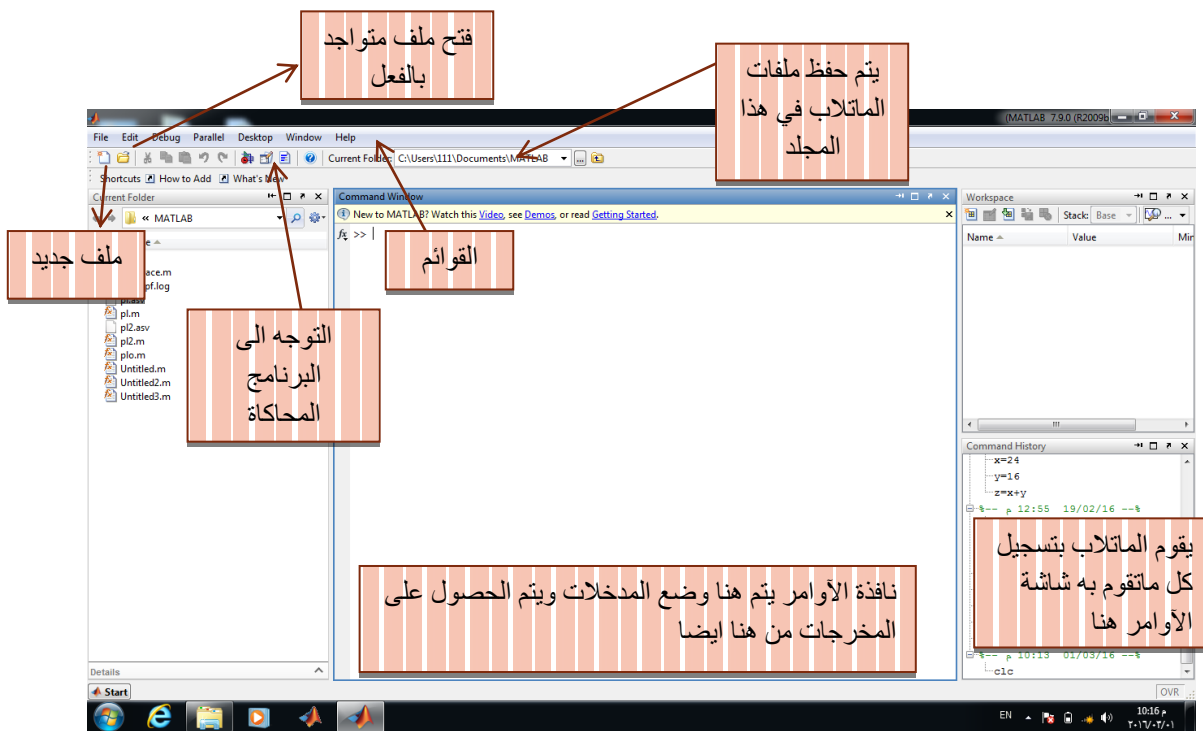 فتح ملف متواجد
بالفعل
يتم حفظ ملفات
الماتلاب في هذا
المجلد
(MATLAB 7.9.0 (R2009b
File Edit Debug Parallel Desktop Window Help
Current Folder: C:\Users\111\Documents\MATLAB
Shortcuts How to Add What's New
Current Folder
« MATLAB
ملف جديد
pl.asv
pl.m
pl2.asv
pl2.m
plo.m
Untitled.m
Untitled2.m
Untitled3.m
Details
التوجه الى
البرنامج
المحاكاة
Command Window
New to MATLAB? Watch this Video, see Demos, or read Getting Started.
fx >>
القوائم
نافذة الآوامر يتم هنا وضع المدخلات ويتم الحصول على
المخرجات من هنا ايضا
Workspace
Stack: Base
Name Value Min
Command History
x=24
y=16
z=x+y
%-- م 12:55 19/02/16 --%
يقوم الماتلاب بتسجيل
كل ماتقوم به شاشة
الآوامر هنا
%-- م 10:13 01/03/16 --%
clc
Start
OVR
EN
10:16 م
٢٠١٦/٠٣/٠١